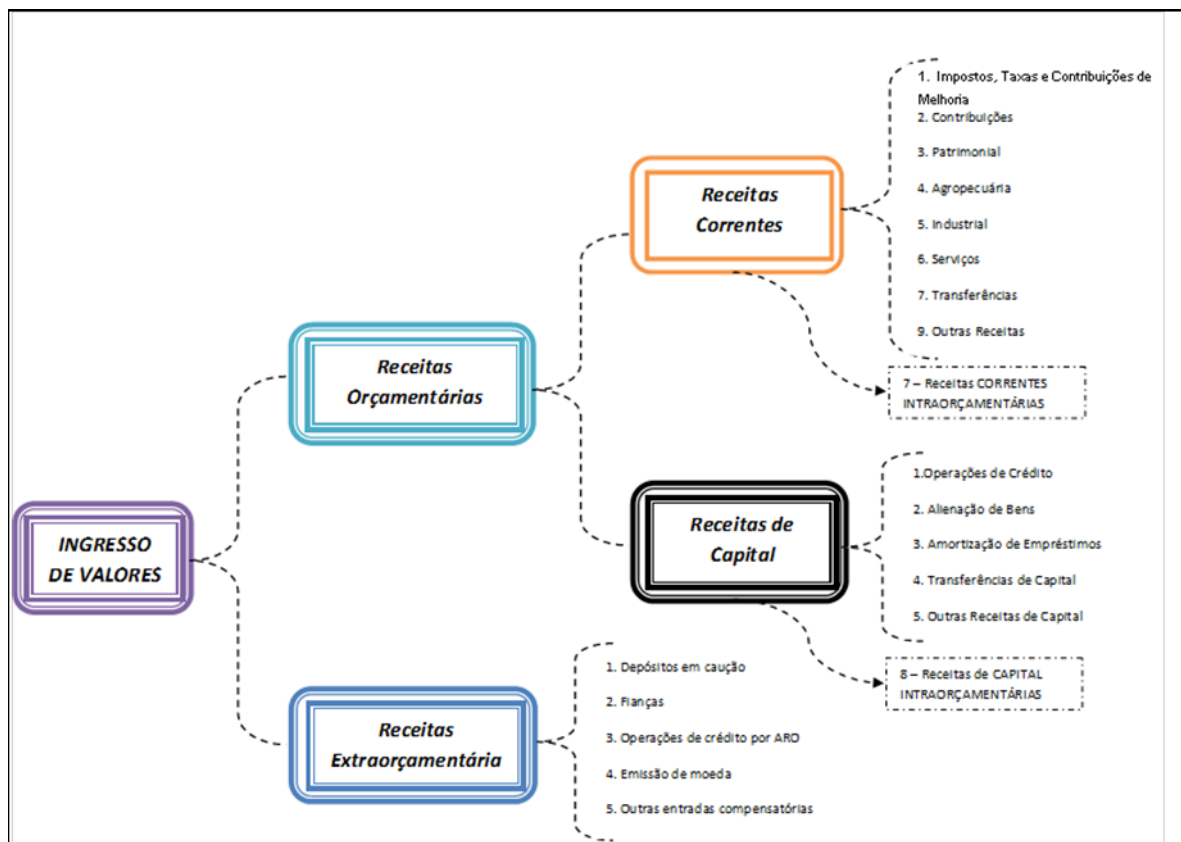 INGRESSO
DE VALORES
Receitas
Orçamentárias
Receitas
Correntes
1. Impostos, Taxas e Contribuições de
Melhoria
2. Contribuições
3. Patrimonial
4. Agropecuária
5. Industrial
6. Serviços
7. Transferências
9. Outras Receitas
7 – Receitas CORRENTES
INTRAORÇAMENTÁRIAS
Receitas de
Capital
1.Operações de Crédito
2. Alienação de Bens
3. Amortização de Empréstimos
4. Transferências de Capital
5. Outras Receitas de Capital
8 – Receitas de CAPITAL
INTRAORÇAMENTÁRIAS
Receitas
Extraorçamentária
1. Depósitos em caução
2. Fianças
3. Operações de crédito por ARO
4. Emissão de moeda
5. Outras entradas compensatórias